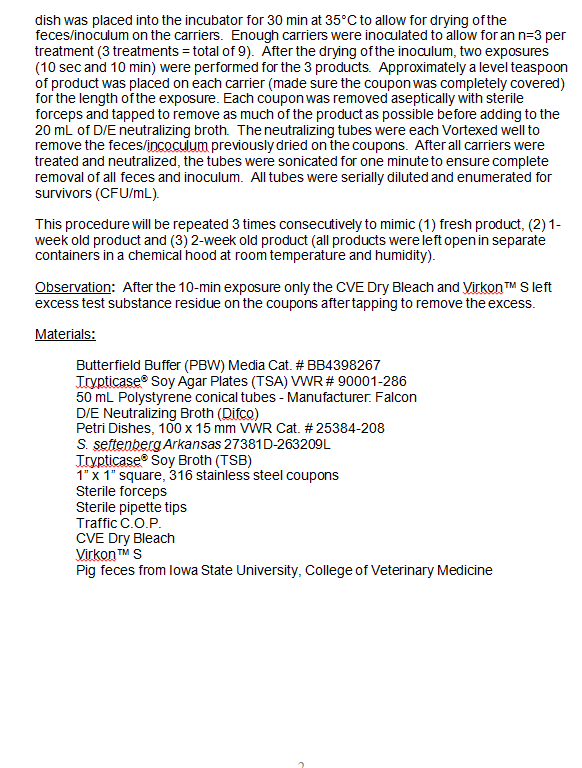 dish was placed into the incubator for 30 min at 35°C to allow for drying of the
feces/inoculum on the carriers.  Enough carriers were inoculated to allow for an n=3 per
treatment (3 treatments = total of 9).  After the drying of the inoculum, two exposures
(10 sec and 10 min) were performed for the 3 products.  Approximately a level teaspoon
of product was placed on each carrier (made sure the coupon was completely covered)
for the length of the exposure. Each coupon was removed aseptically with sterile
forceps and tapped to remove as much of the product as possible before adding to the
20 mL of D/E neutralizing broth.  The neutralizing tubes were each Vortexed well to
remove the feces/incoculum previously dried on the coupons.  After all carriers were
treated and neutralized, the tubes were sonicated for one minute to ensure complete
removal of all feces and inoculum.  All tubes were serially diluted and enumerated for
survivors (CFU/mL).
This procedure will be repeated 3 times consecutively to mimic (1) fresh product, (2) 1-
week old product and (3) 2-week old product (all products were left open in separate
containers in a chemical hood at room temperature and humidity).
Observation:  After the 10-min exposure only the CVE Dry Bleach and Virkon™ S left
excess test substance residue on the coupons after tapping to remove the excess.
Materials:
Butterfield Buffer (PBW) Media Cat. # BB4398267
Trypticase® Soy Agar Plates (TSA) VWR # 90001-286
50 mL Polystyrene conical tubes - Manufacturer: Falcon
D/E Neutralizing Broth (Difco)
Petri Dishes, 100 x 15 mm VWR Cat. # 25384-208
S. seftenberg Arkansas 27381D-263209L
Trypticase® Soy Broth (TSB)
1" x 1" square, 316 stainless steel coupons
Sterile forceps
Sterile pipette tips
Traffic C.O.P.
CVE Dry Bleach
Virkon™ S
Pig feces from Iowa State University, College of Veterinary Medicine